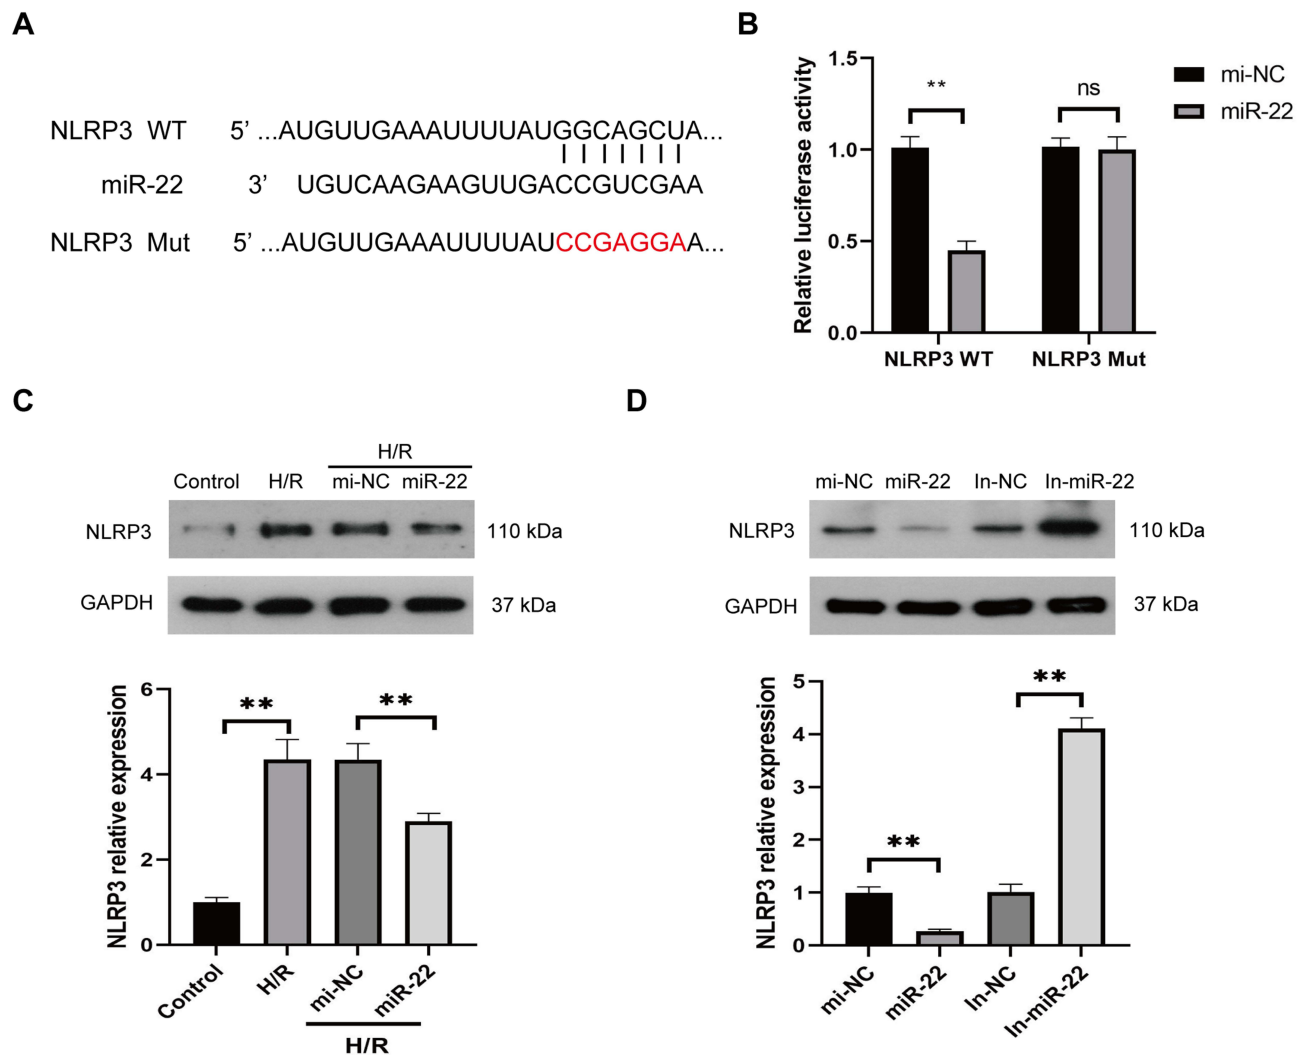 A
NLRP3 WT 5’ ...AUGUUGAAAUUUUAUGGCAGCUA...
miR-22 3’ UGUCAAGAAGUUGACCGUCGAA
NLRP3 Mut 5’ ...AUGUUGAAAUUUUAUCCGAGGAA...
B
Relative luciferase activity
1.5
1.0
0.5
0.0
**
ns
NLRP3 WT
NLRP3 Mut
mi-NC
miR-22
C
H/R
Control H/R mi-NC miR-22
NLRP3 110 kDa
GAPDH 37 kDa
NLRP3 relative expression
6
4
2
0
**
**
Control
H/R
mi-NC
miR-22
H/R
D
mi-NC miR-22 In-NC In-miR-22
NLRP3 110 kDa
GAPDH 37 kDa
NLRP3 relative expression
5
4
3
2
1
0
**
**
mi-NC
miR-22
In-NC
In-miR-22